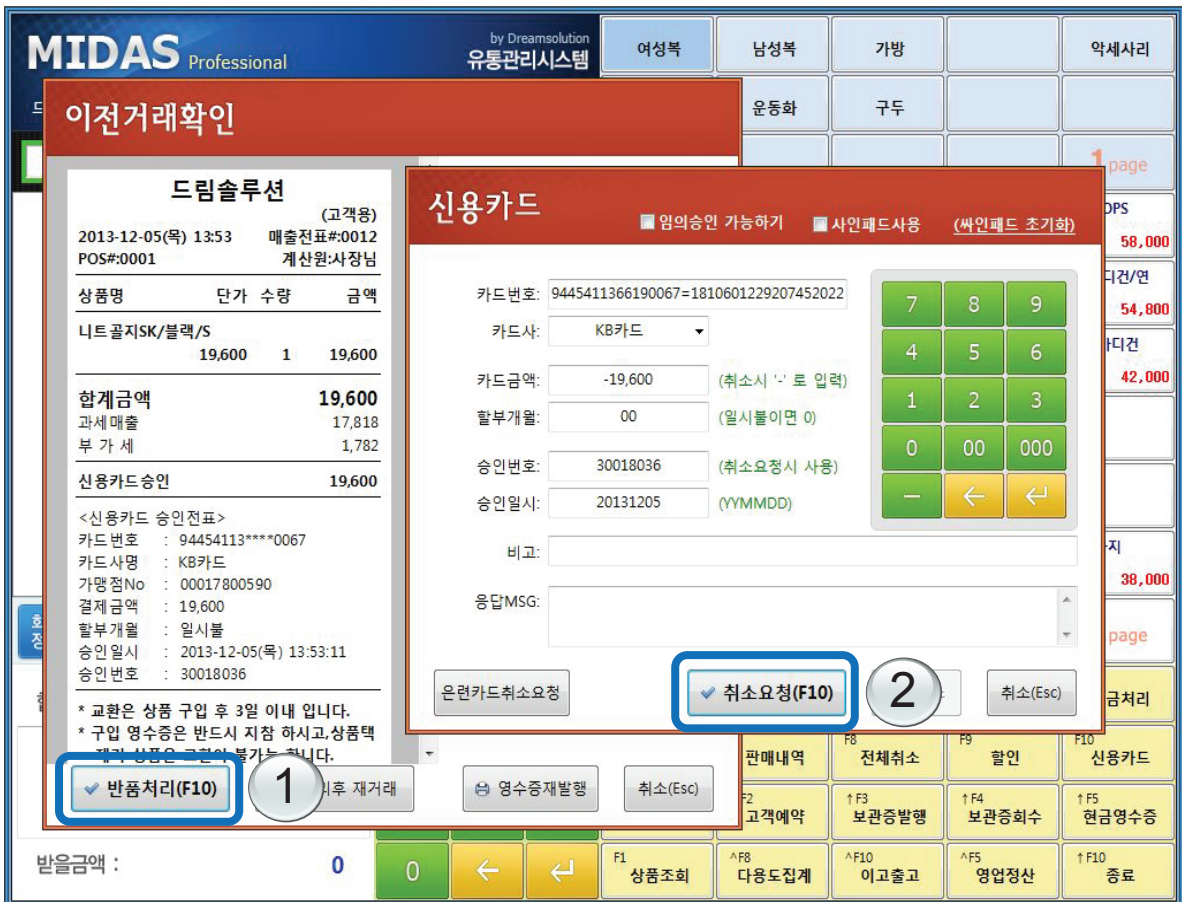 MIDAS Professional
by Dreamsolution
유통관리시스템
여성복
남성복
가방
악세사리
운동화
구두
1 page
이전거래확인
드림솔루션
(고객용)
2013-12-05(목) 13:53 매출전표#:0012
POS#:0001 계산원:사장님
상품명 단가 수량 금액
니트골지SK/블랙/S
19,600 1 19,600
합계금액 19,600
과세매출 17,818
부 가 세 1,782
신용카드승인 19,600
<신용카드 승인전표>
카드번호 : 94454113****0067
카드사명 : KB카드
가맹점No : 00017800590
결제금액 : 19,600
할부개월 : 일시불
승인일시 : 2013-12-05(목) 13:53:11
승인번호 : 30018036
* 교환은 상품 구입 후 3일 이내 입니다.
* 구입 영수증은 반드시 지참 하시고,상품택
반품처리(F10)
1
후 재거래
영수증재발행
취소(Esc)
신용카드
임의승인 가능하기
사인패드사용
(싸인패드 초기화)
카드번호: 9445411366190067=1810601229207452022
카드사: KB카드
카드금액: -19,600 (취소시 '-' 로 입력)
할부개월: 00 (일시불이면 0)
승인번호: 30018036 (취소요청시 사용)
승인일시: 20131205 (YYMMDD)
비고:
응답MSG:
7 8 9
4 5 6
1 2 3
0 00 000
− ← ↵
은련카드취소요청
취소요청(F10)
2
취소(Esc)
OPS
58,000
디건/연
54,800
디건
42,000
지
38,000
page
금처리
판매내역
F8 전체취소
F9 할인
F10 신용카드
고객예약
↑F3 보관증발행
↑F4 보관증회수
↑F5 현금영수증
받을금액 : 0
0 ← ↵
F1 상품조회
^F8 다용도집계
^F10 이고출고
^F5 영업정산
↑F10 종료